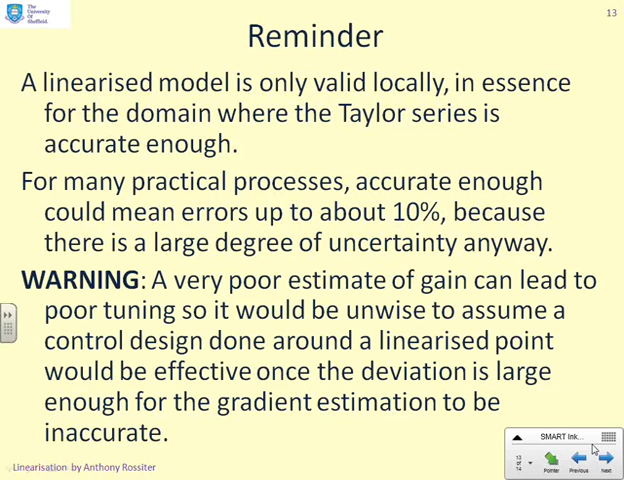 The
University
Of
Sheffield.
13
Reminder
A linearised model is only valid locally, in essence
for the domain where the Taylor series is
accurate enough.
For many practical processes, accurate enough
could mean errors up to about 10%, because
there is a large degree of uncertainty anyway.
WARNING: A very poor estimate of gain can lead to
poor tuning so it would be unwise to assume a
control design done around a linearised point
would be effective once the deviation is large
enough for the gradient estimation to be
inaccurate.
SMART Ink...
13
of
14
Pointer
Previous
Next
Linearisation by Anthony Rossiter